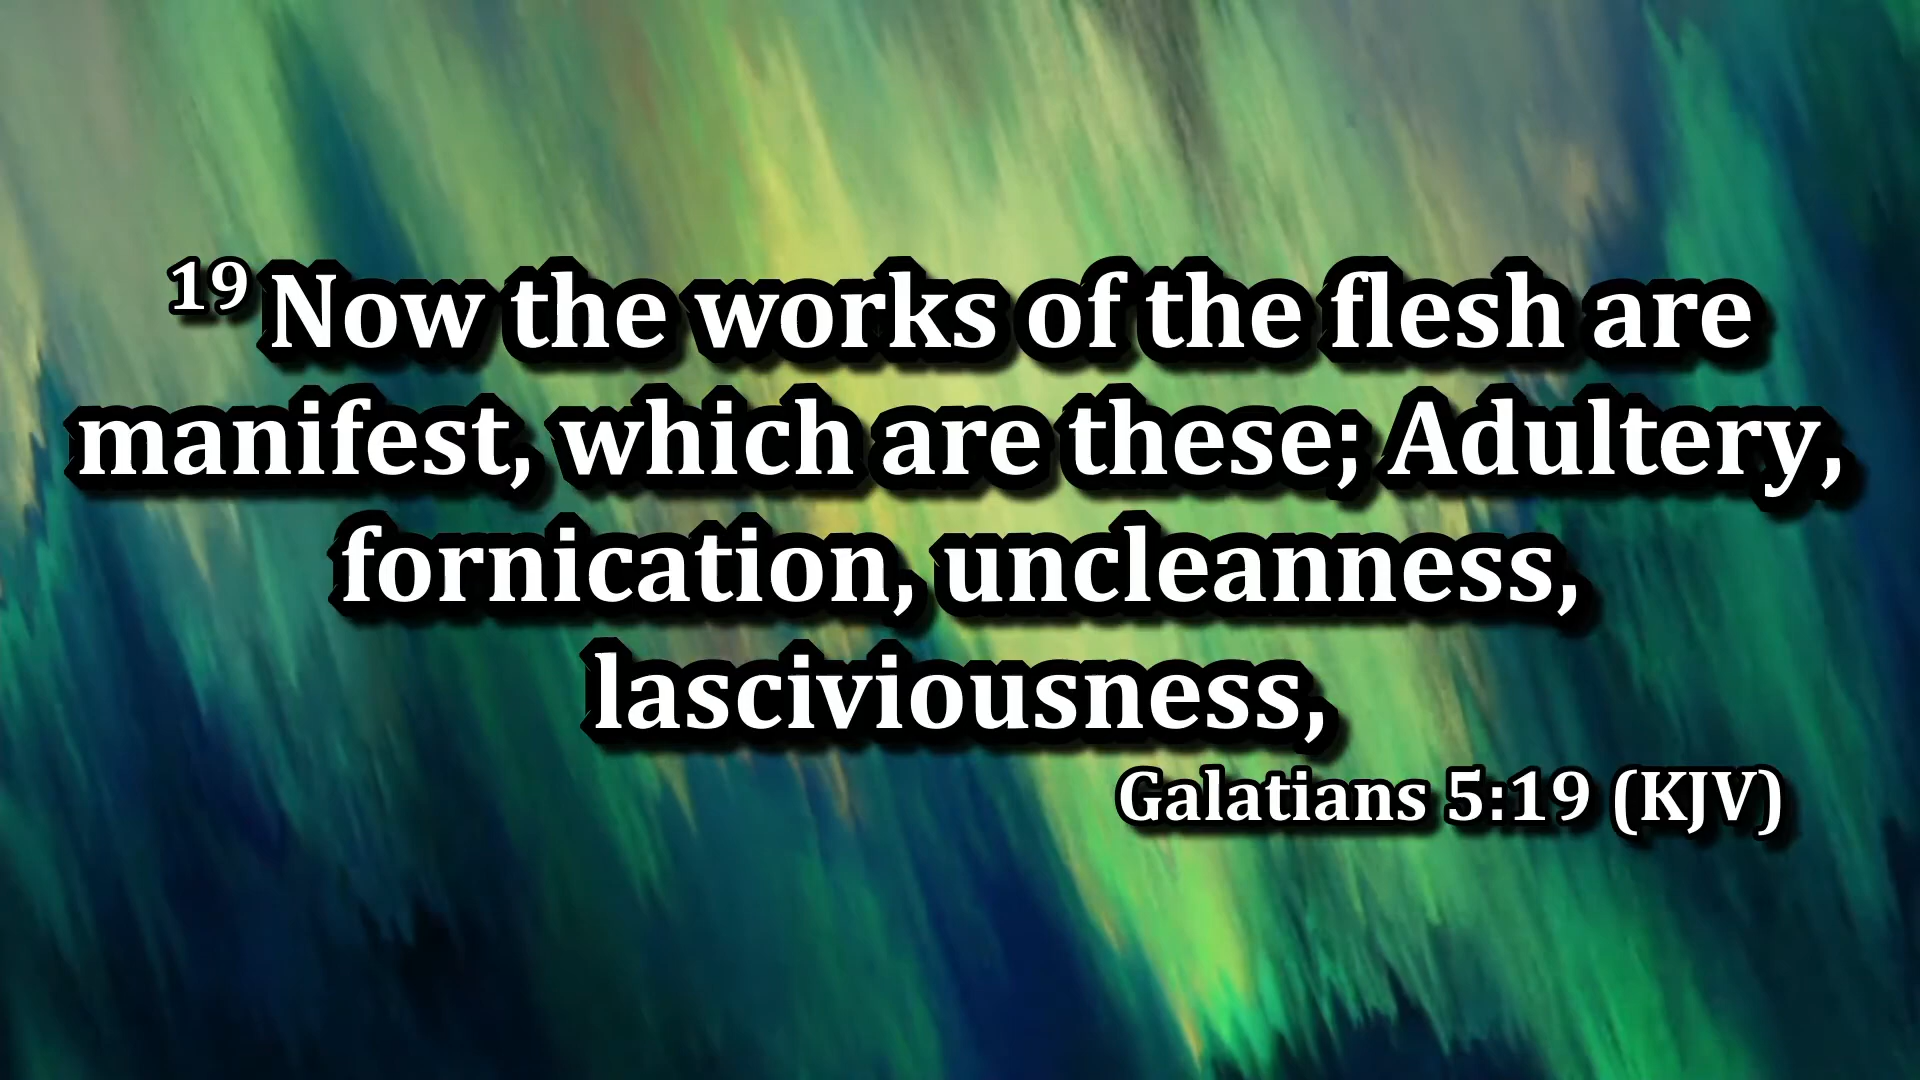 19 Now the works of the flesh are
manifest, which are these; Adultery,
fornication, uncleanness,
lasciviousness,
Galatians 5:19 (KJV)